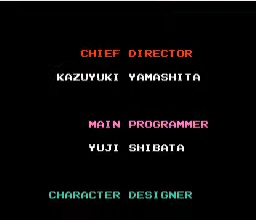 CHIEF DIRECTOR
KAZUYUKI YAMASHITA
MAIN PROGRAMMER
YUJI SHIBATA
CHARACTER DESIGNER